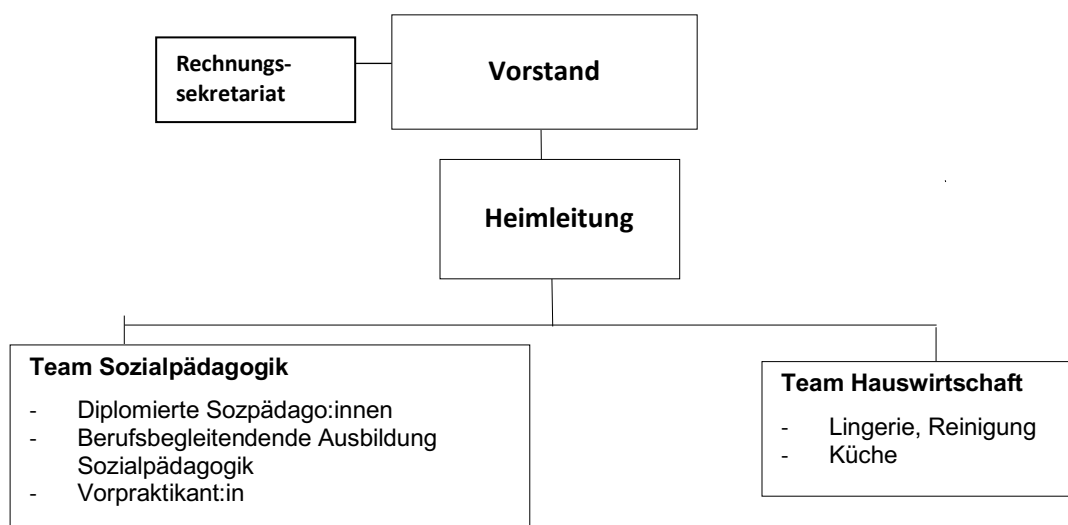 Rechnungs-
sekretariat
Vorstand
Heimleitung
Team Sozialpädagogik
- Diplomierte Sozpädago:innen
- Berufsbegleitendende Ausbildung
Sozialpädagogik
- Vorpraktikant:in
Team Hauswirtschaft
- Lingerie, Reinigung
- Küche